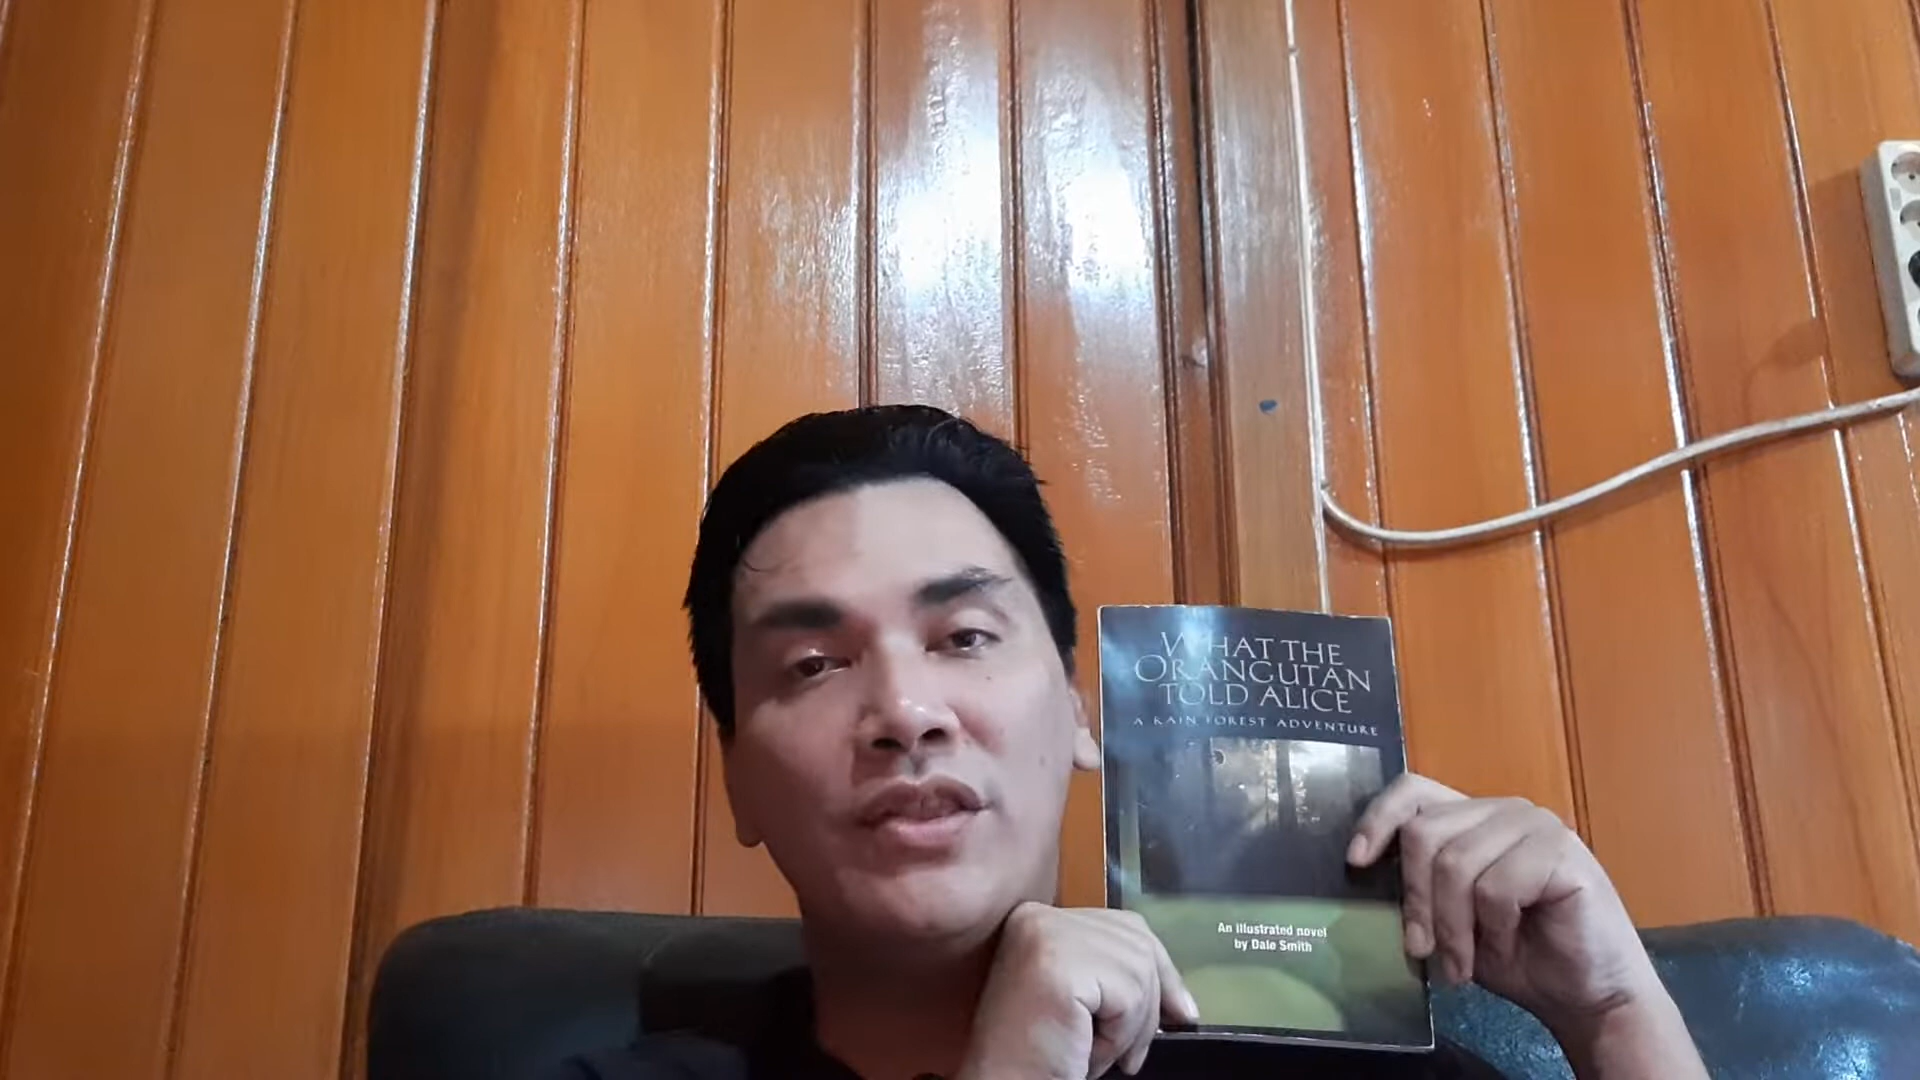 WHAT THE
ORANGUTAN
TOLD ALICE
A RAIN FOREST ADVENTURE
An illustrated novel
by Dale Smith